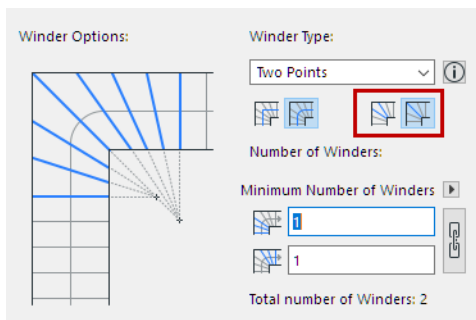 Winder Options:
Winder Type:
Two Points
Number of Winders:
Minimum Number of Winders
1
1
Total number of Winders: 2